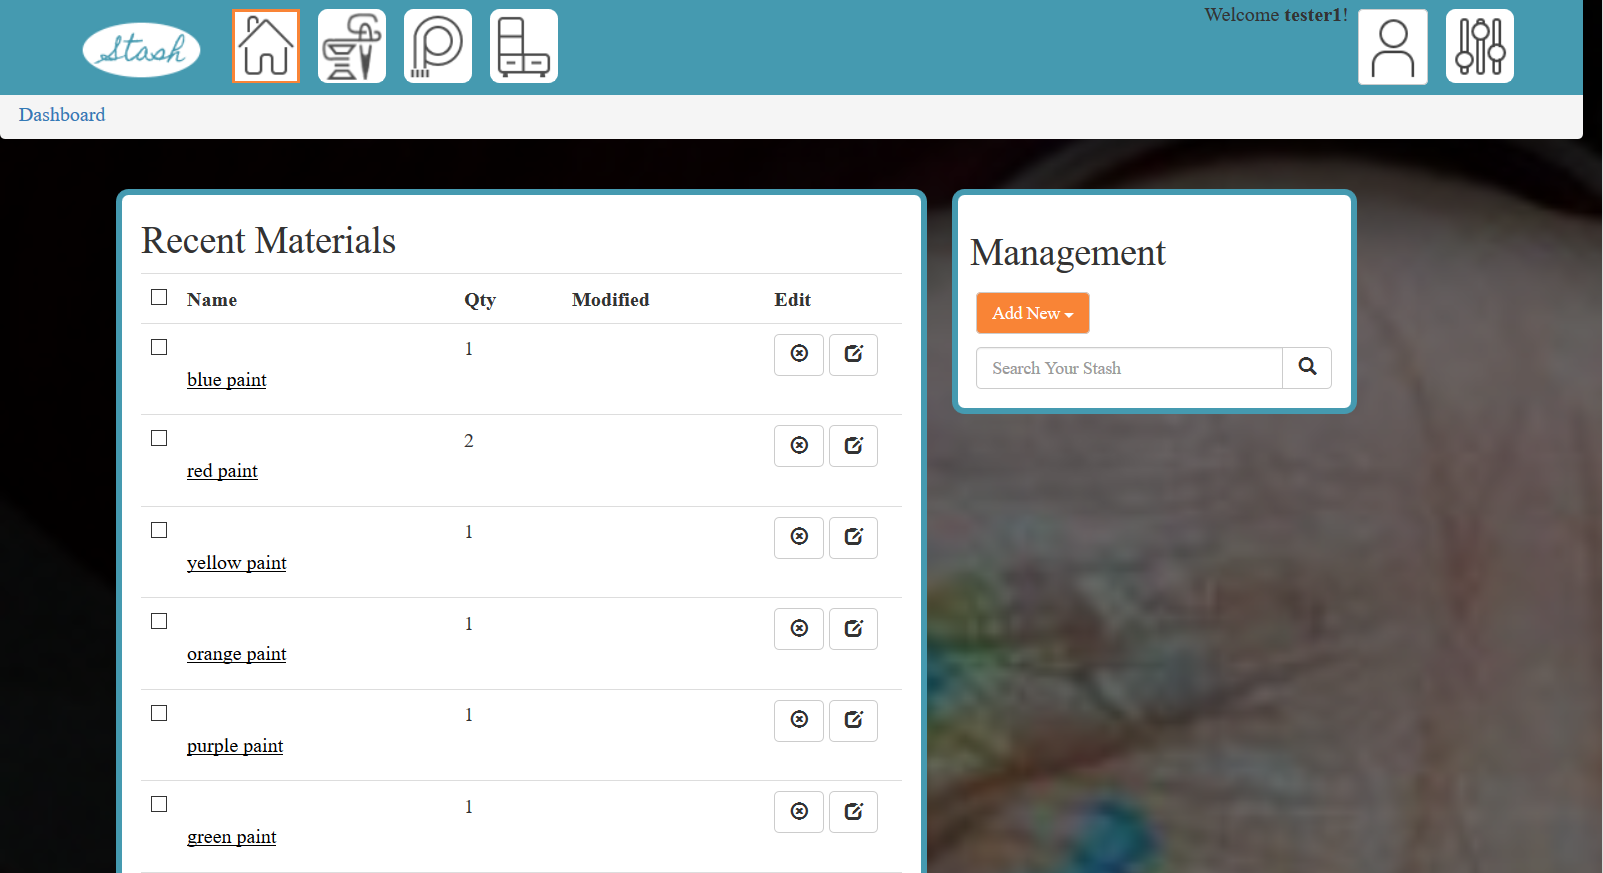 Stash
Welcome tester1!
Dashboard
Recent Materials
Name Qty Modified Edit
blue paint 1
red paint 2
yellow paint 1
orange paint 1
purple paint 1
green paint 1
Management
Add New
Search Your Stash